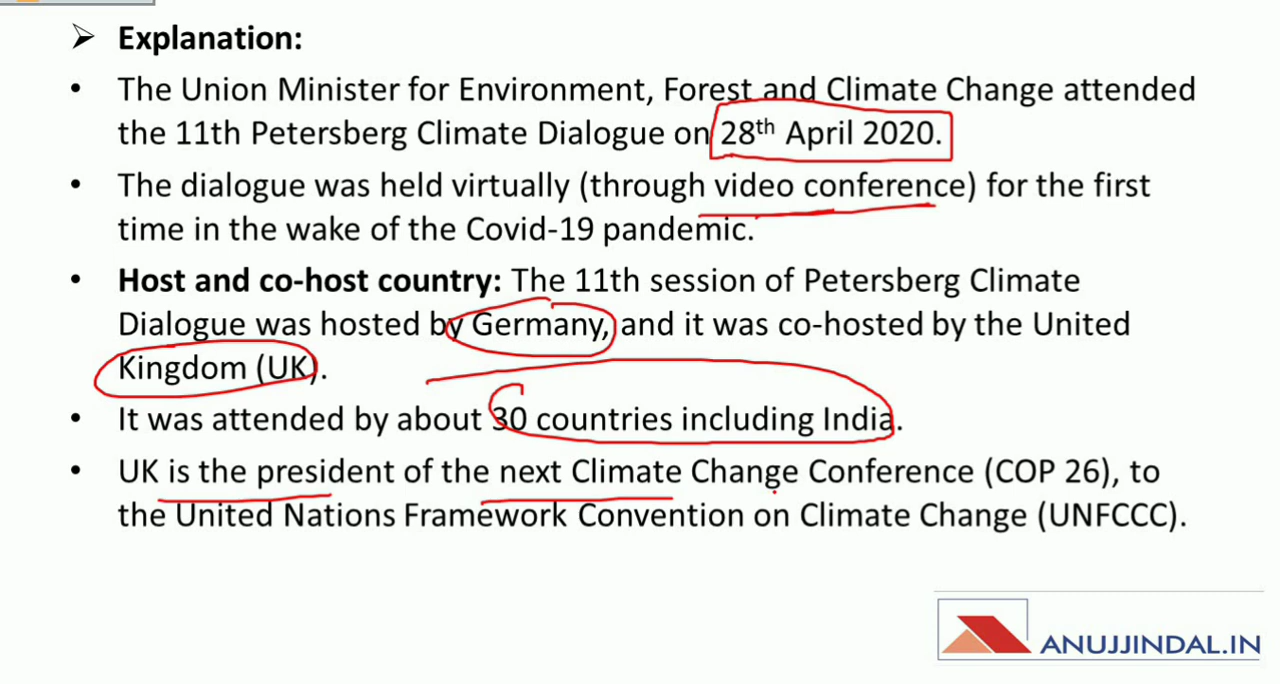 ➢ Explanation:
• The Union Minister for Environment, Forest and Climate Change attended
the 11th Petersberg Climate Dialogue on 28th April 2020.
• The dialogue was held virtually (through video conference) for the first
time in the wake of the Covid-19 pandemic.
• Host and co-host country: The 11th session of Petersberg Climate
Dialogue was hosted by Germany, and it was co-hosted by the United
Kingdom (UK).
• It was attended by about 30 countries including India.
• UK is the president of the next Climate Change Conference (COP 26), to
the United Nations Framework Convention on Climate Change (UNFCCC).
ANUJJINDAL.IN